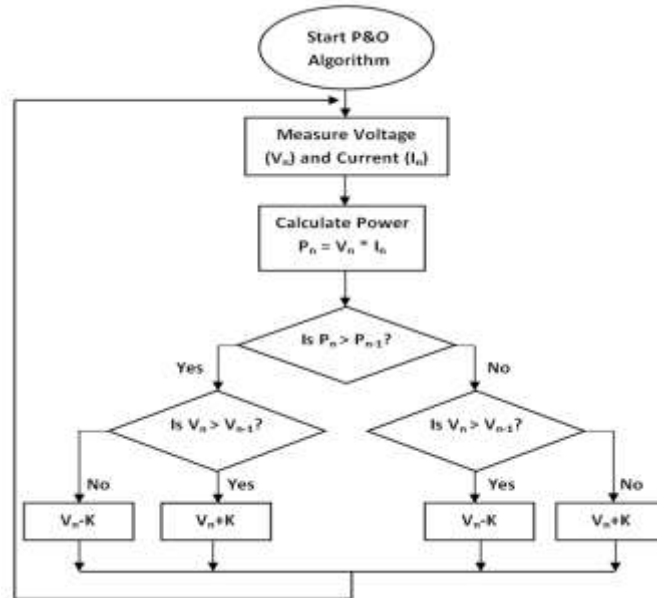 Start P&O
Algorithm
Measure Voltage
(Vₙ) and Current (Iₙ)
Calculate Power
Pₙ = Vₙ * Iₙ
Is Pₙ > Pₙ₋₁?
Yes
No
Is Vₙ > Vₙ₋₁?
Is Vₙ > Vₙ₋₁?
No
Yes
Yes
No
Vₙ-K
Vₙ+K
Vₙ-K
Vₙ+K